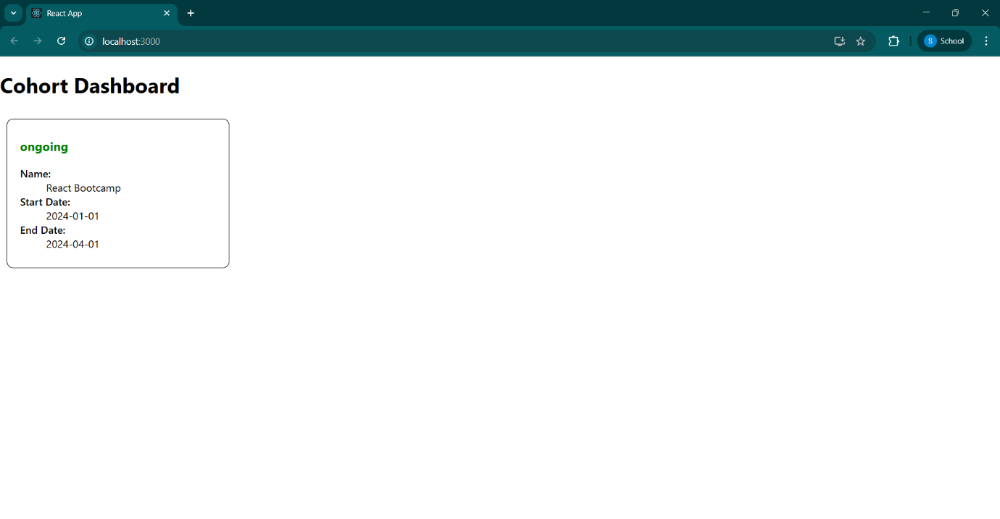 React App
localhost:3000
S School
Cohort Dashboard
ongoing
Name:
React Bootcamp
Start Date:
2024-01-01
End Date:
2024-04-01